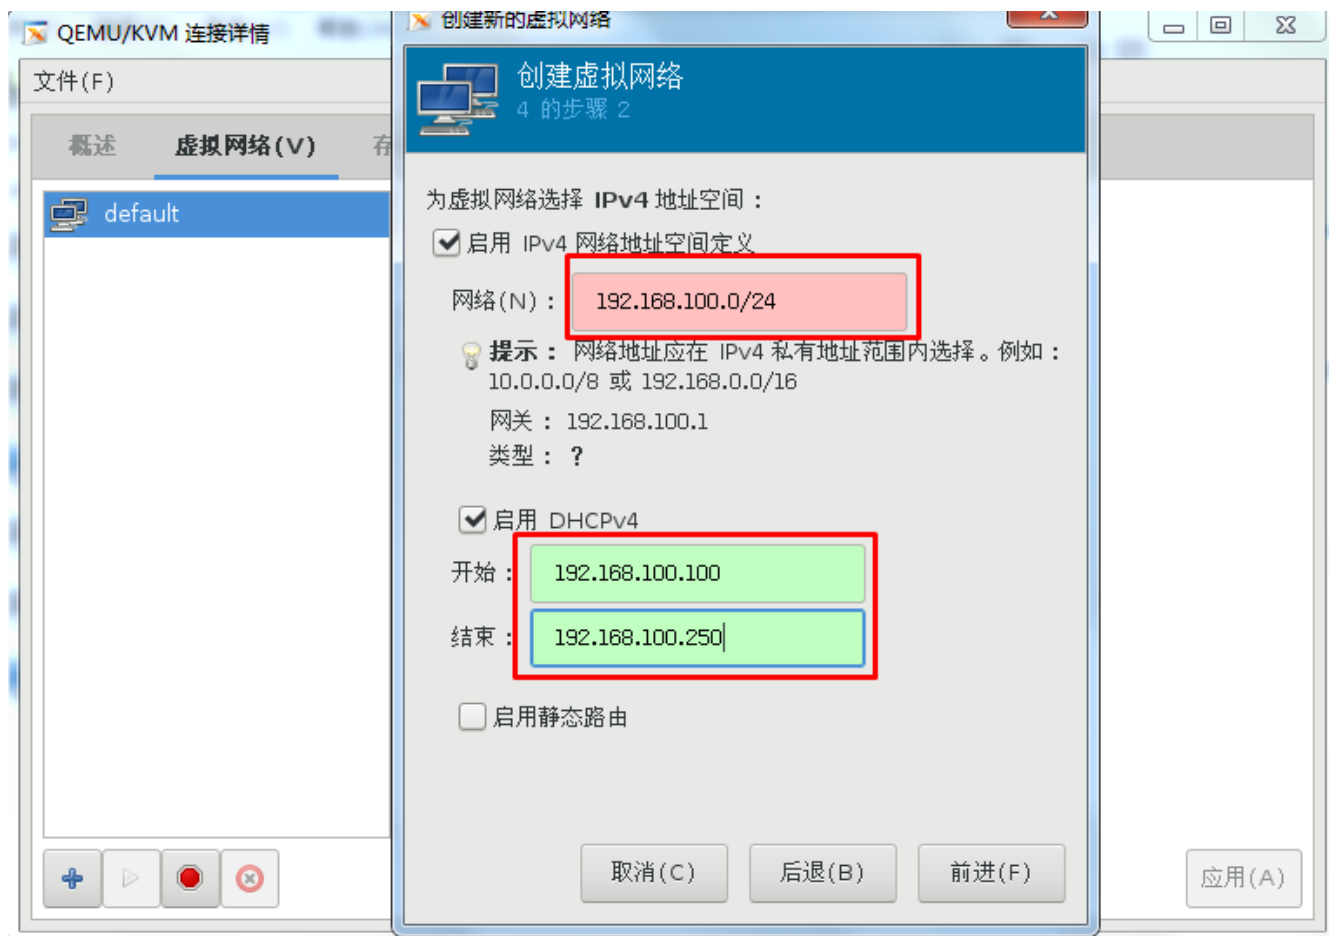 QEMU/KVM 连接详情
文件(F)
概述
虚拟网络(V)
存
default
应用(A)
创建新的虚拟网络
创建虚拟网络
4 的步骤 2
为虚拟网络选择 IPv4 地址空间：
启用 IPv4 网络地址空间定义
网络(N)： 192.168.100.0/24
提示： 网络地址应在 IPv4 私有地址范围内选择。例如：
10.0.0.0/8 或 192.168.0.0/16
网关： 192.168.100.1
类型： ?
启用 DHCPv4
开始： 192.168.100.100
结束： 192.168.100.250
启用静态路由
取消(C)
后退(B)
前进(F)